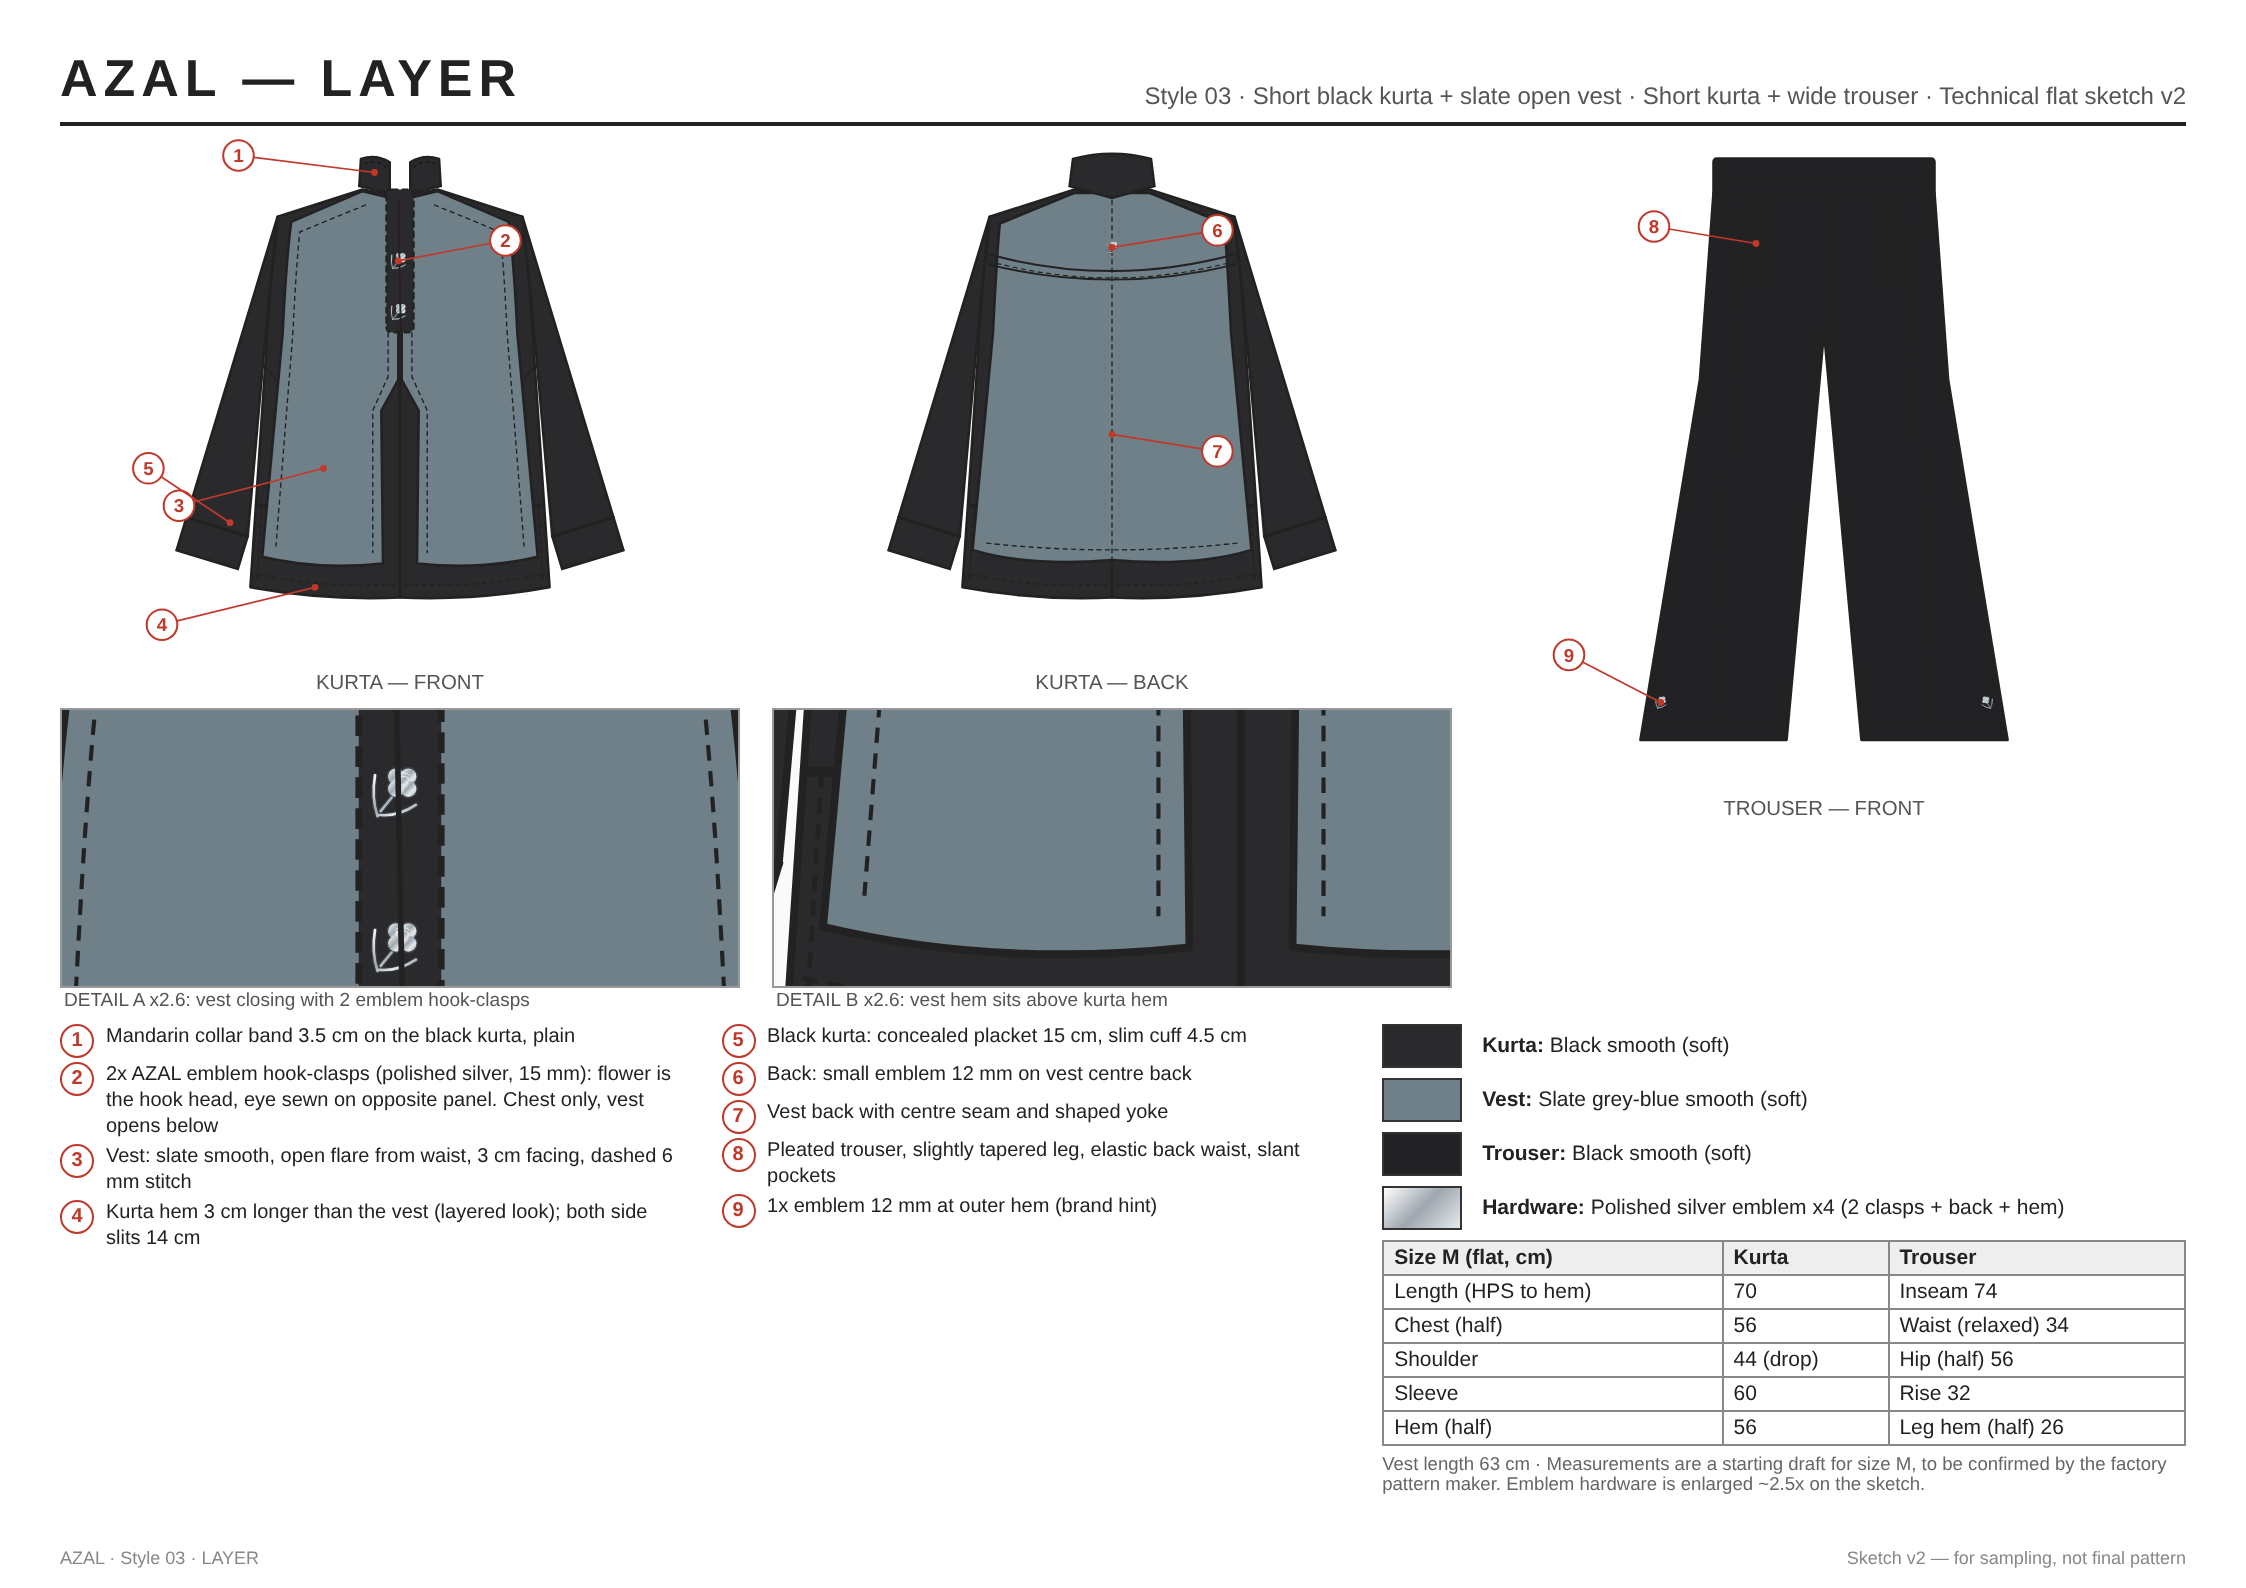 AZAL — LAYER
Style 03 · Short black kurta + slate open vest · Short kurta + wide trouser · Technical flat sketch v2
1
2
5
3
4
KURTA — FRONT
6
7
KURTA — BACK
8
9
TROUSER — FRONT
DETAIL A x2.6: vest closing with 2 emblem hook-clasps
DETAIL B x2.6: vest hem sits above kurta hem
1 Mandarin collar band 3.5 cm on the black kurta, plain
2 2x AZAL emblem hook-clasps (polished silver, 15 mm): flower is
the hook head, eye sewn on opposite panel. Chest only, vest
opens below
3 Vest: slate smooth, open flare from waist, 3 cm facing, dashed 6
mm stitch
4 Kurta hem 3 cm longer than the vest (layered look); both side
slits 14 cm
5 Black kurta: concealed placket 15 cm, slim cuff 4.5 cm
6 Back: small emblem 12 mm on vest centre back
7 Vest back with centre seam and shaped yoke
8 Pleated trouser, slightly tapered leg, elastic back waist, slant
pockets
9 1x emblem 12 mm at outer hem (brand hint)
Kurta: Black smooth (soft)
Vest: Slate grey-blue smooth (soft)
Trouser: Black smooth (soft)
Hardware: Polished silver emblem x4 (2 clasps + back + hem)
Size M (flat, cm) Kurta Trouser
Length (HPS to hem) 70 Inseam 74
Chest (half) 56 Waist (relaxed) 34
Shoulder 44 (drop) Hip (half) 56
Sleeve 60 Rise 32
Hem (half) 56 Leg hem (half) 26
Vest length 63 cm · Measurements are a starting draft for size M, to be confirmed by the factory
pattern maker. Emblem hardware is enlarged ~2.5x on the sketch.
AZAL · Style 03 · LAYER
Sketch v2 — for sampling, not final pattern